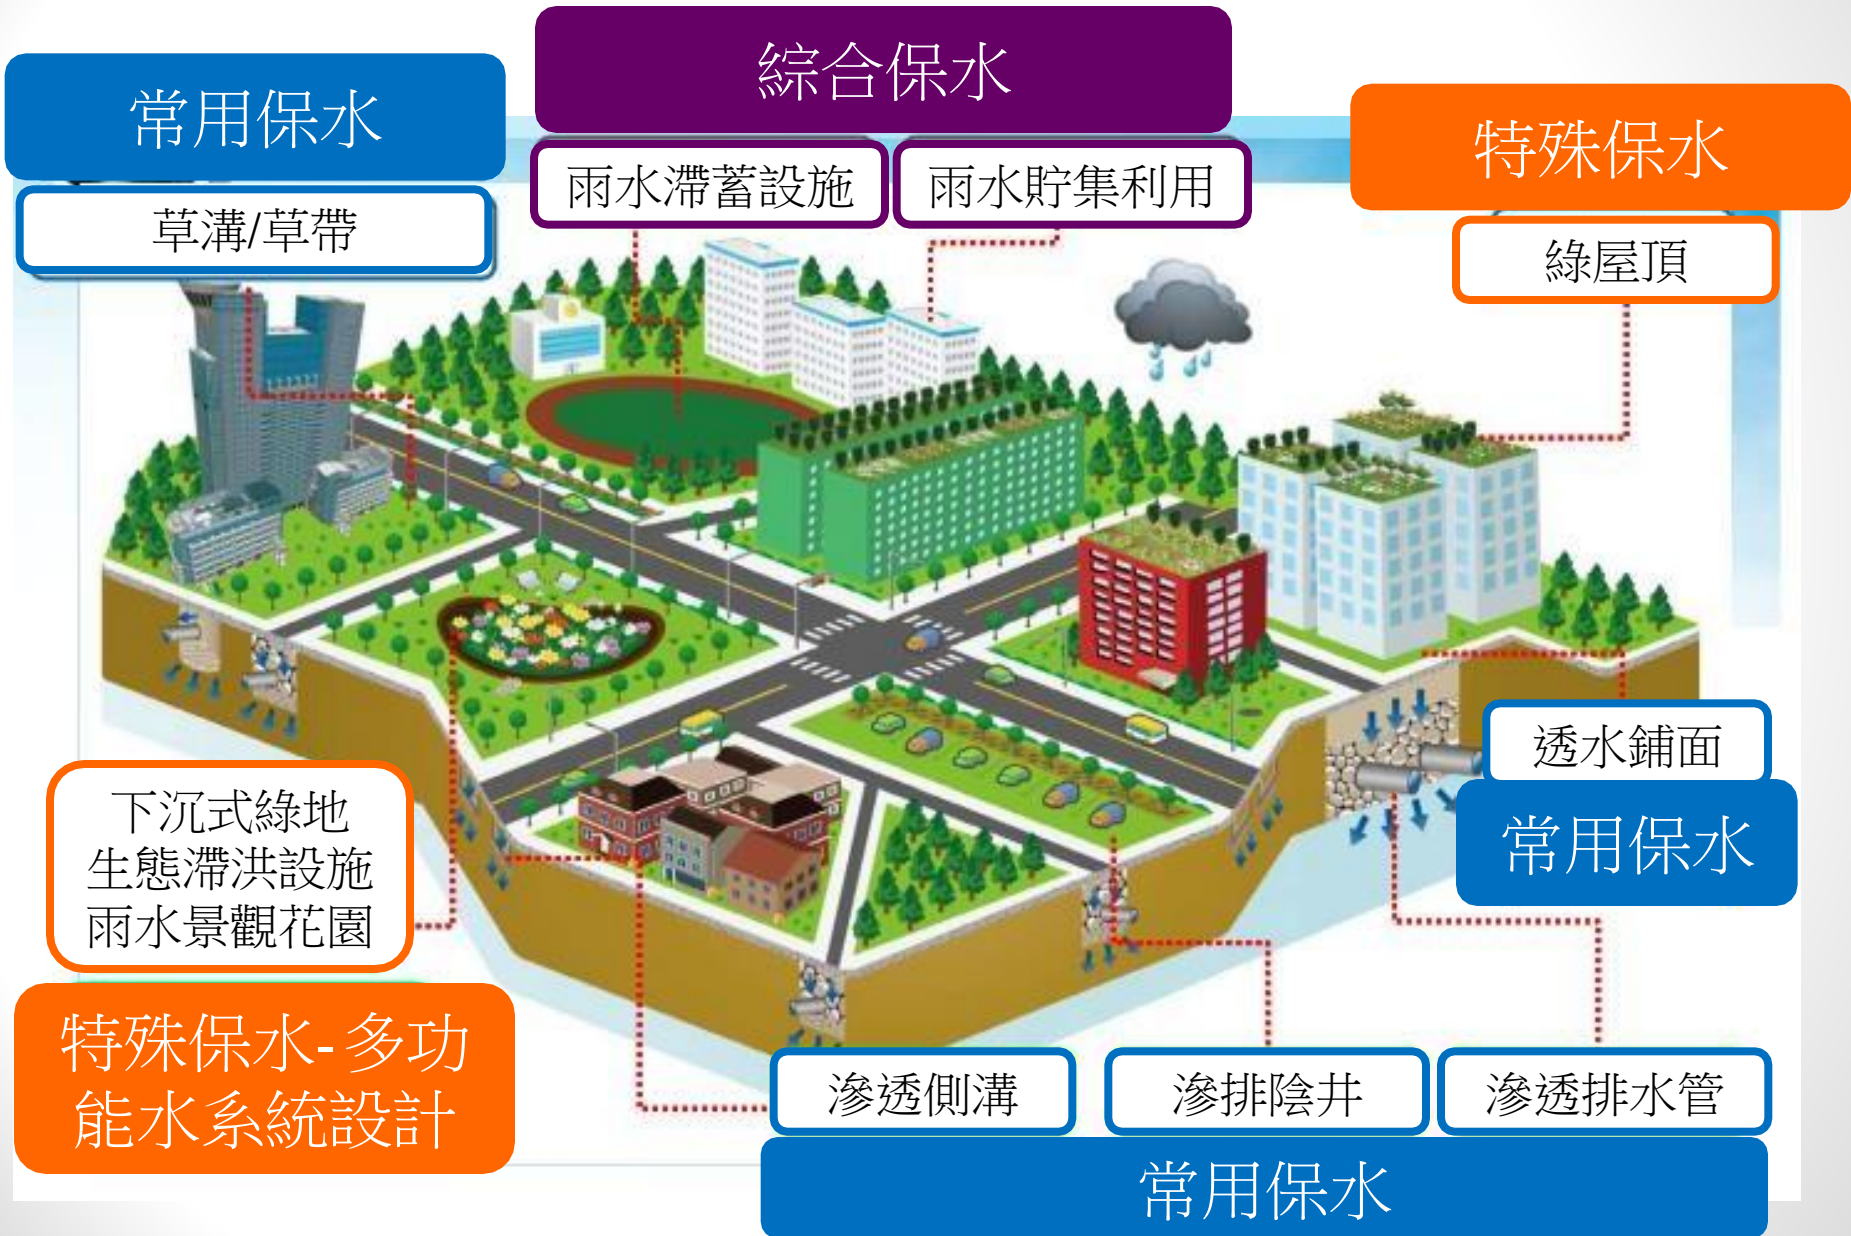 綜合保水
常用保水
特殊保水
雨水滯蓄設施
雨水貯集利用
草溝/草帶
綠屋頂
透水鋪面
常用保水
下沉式綠地
生態滯洪設施
雨水景觀花園
特殊保水-多功
能水系統設計
滲透側溝
滲排陰井
滲透排水管
常用保水